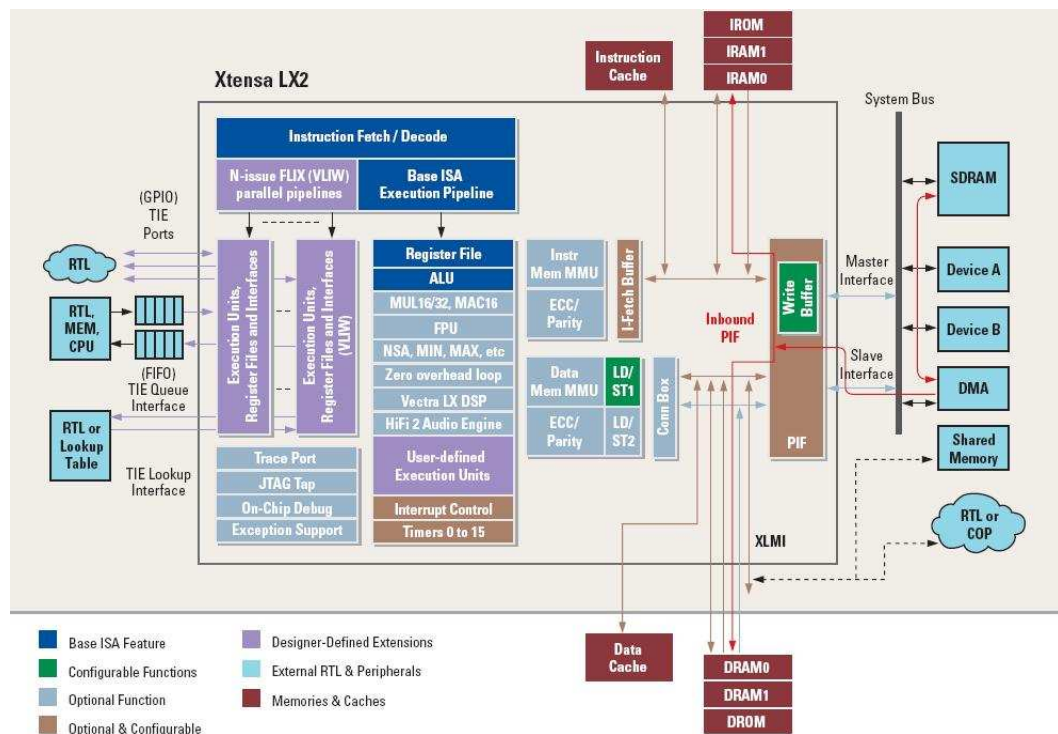 IROM
IRAM1
IRAM0
Instruction
Cache
Xtensa LX2
System Bus
Instruction Fetch / Decode
N-issue FLIX (VLIW)
parallel pipelines
Base ISA
Execution Pipeline
SDRAM
(GPIO)
TIE
Ports
RTL
Execution Units,
Register Files and Interfaces
Execution Units,
Register Files and Interfaces
(VLIW)
Register File
ALU
MUL16/32, MAC16
FPU
NSA, MIN, MAX, etc
Zero overhead loop
Vectra LX DSP
HiFi 2 Audio Engine
User-defined
Execution Units
Interrupt Control
Timers 0 to 15
Instr
Mem MMU
ECC/
Parity
I-Fetch Buffer
Data
Mem MMU
LD/
ST1
ECC/
Parity
LD/
ST2
Conn Box
Inbound
PIF
Write
Buffer
PIF
Master
Interface
Slave
Interface
Device A
Device B
DMA
Shared
Memory
RTL or
COP
RTL,
MEM,
CPU
(FIFO)
TIE Queue
Interface
RTL or
Lookup
Table
TIE Lookup
Interface
Trace Port
JTAG Tap
On-Chip Debug
Exception Support
XLMI
Data
Cache
DRAM0
DRAM1
DROM
Base ISA Feature
Configurable Functions
Optional Function
Optional & Configurable
Designer-Defined Extensions
External RTL & Peripherals
Memories & Caches